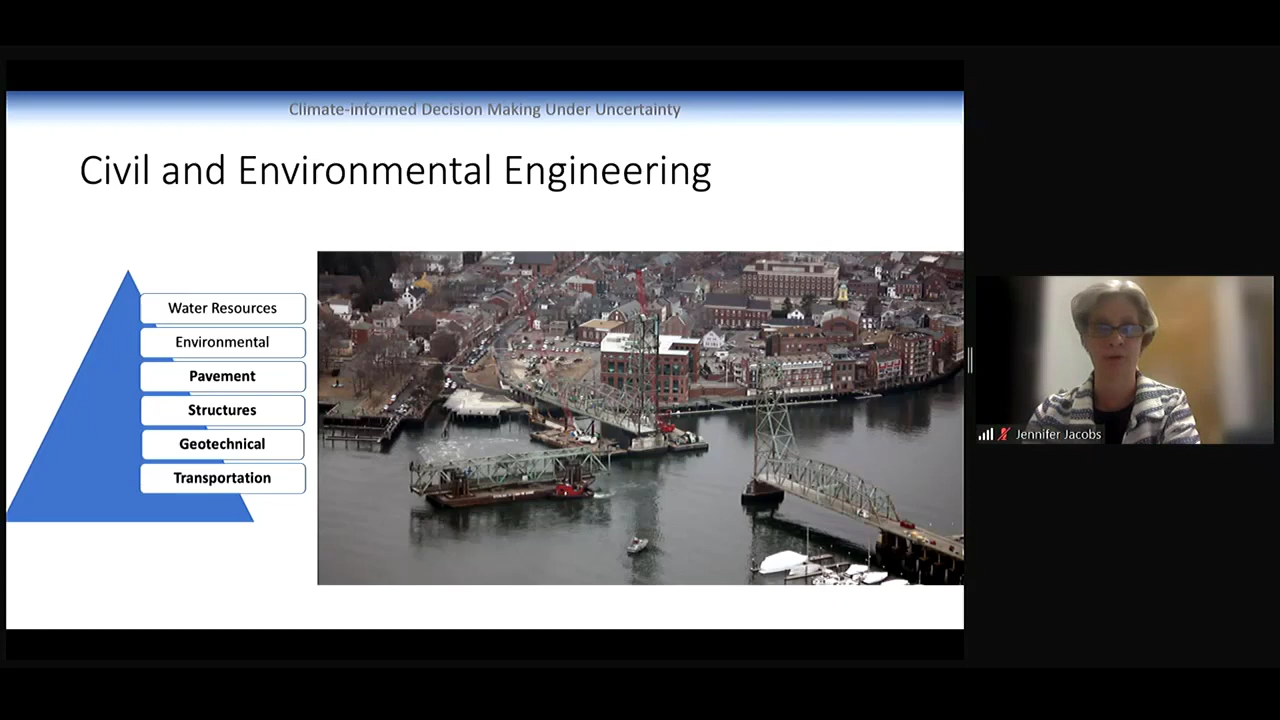 Climate-informed Decision Making Under Uncertainty
Civil and Environmental Engineering
Water Resources
Environmental
Pavement
Structures
Geotechnical
Transportation
Jennifer Jacobs